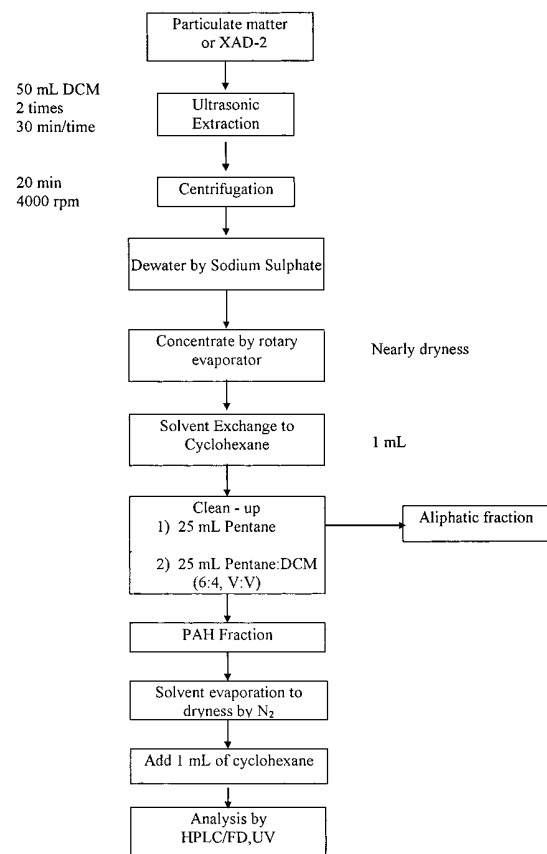 Particulate matter
or XAD-2
50 mL DCM
2 times
30 min/time
Ultrasonic
Extraction
20 min
4000 rpm
Centrifugation
Dewater by Sodium Sulphate
Concentrate by rotary
evaporator
Nearly dryness
Solvent Exchange to
Cyclohexane
1 mL
Clean - up
1) 25 mL Pentane
2) 25 mL Pentane:DCM
(6:4, V:V)
Aliphatic fraction
PAH Fraction
Solvent evaporation to
dryness by N₂
Add 1 mL of cyclohexane
Analysis by
HPLC/FD,UV